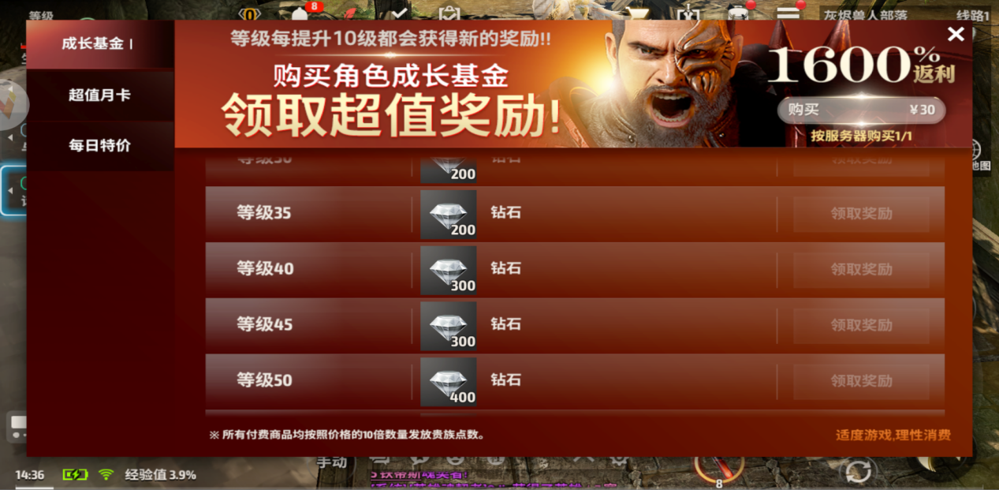 等级
8
灰烬兽人部落
线路1
成长基金 I
超值月卡
每日特价
等级每提升10级都会获得新的奖励!!
购买角色成长基金
领取超值奖励!
1600%返利
购买 ¥30
按服务器购买1/1
地图
等级30 200 钻石 领取奖励
等级35 200 钻石 领取奖励
等级40 300 钻石 领取奖励
等级45 300 钻石 领取奖励
等级50 400 钻石 领取奖励
※ 所有付费商品均按照价格的10倍数量发放贵族点数。
适度游戏,理性消费
手动
14:36 经验值 3.9%
8